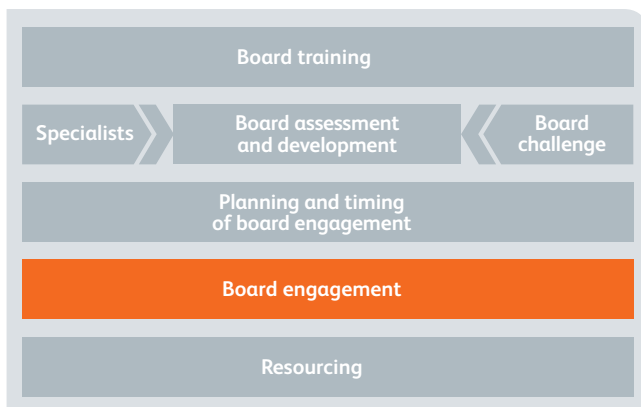 Board training
Specialists
Board assessment
and development
Board
challenge
Planning and timing
of board engagement
Board engagement
Resourcing